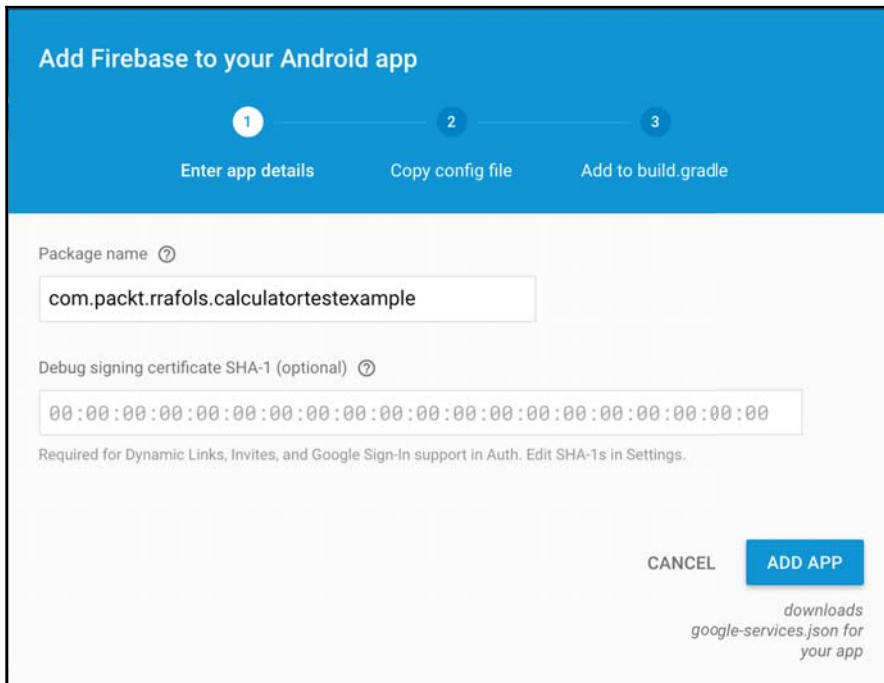 Add Firebase to your Android app
1
2
3
Enter app details
Copy config file
Add to build.gradle
Package name ?
com.packt.rrafols.calculatortestexample
Debug signing certificate SHA-1 (optional) ?
00:00:00:00:00:00:00:00:00:00:00:00:00:00:00:00:00:00:00:00
Required for Dynamic Links, Invites, and Google Sign-In support in Auth. Edit SHA-1s in Settings.
CANCEL
ADD APP
downloads
google-services.json for
your app